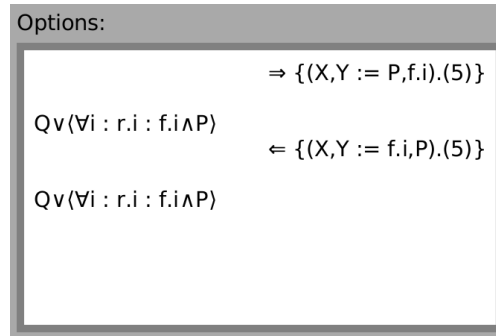 Options:
⇒ {(X,Y := P,f.i).(5)}
Q∨⟨∀i : r.i : f.i∧P⟩
⇐ {(X,Y := f.i,P).(5)}
Q∨⟨∀i : r.i : f.i∧P⟩